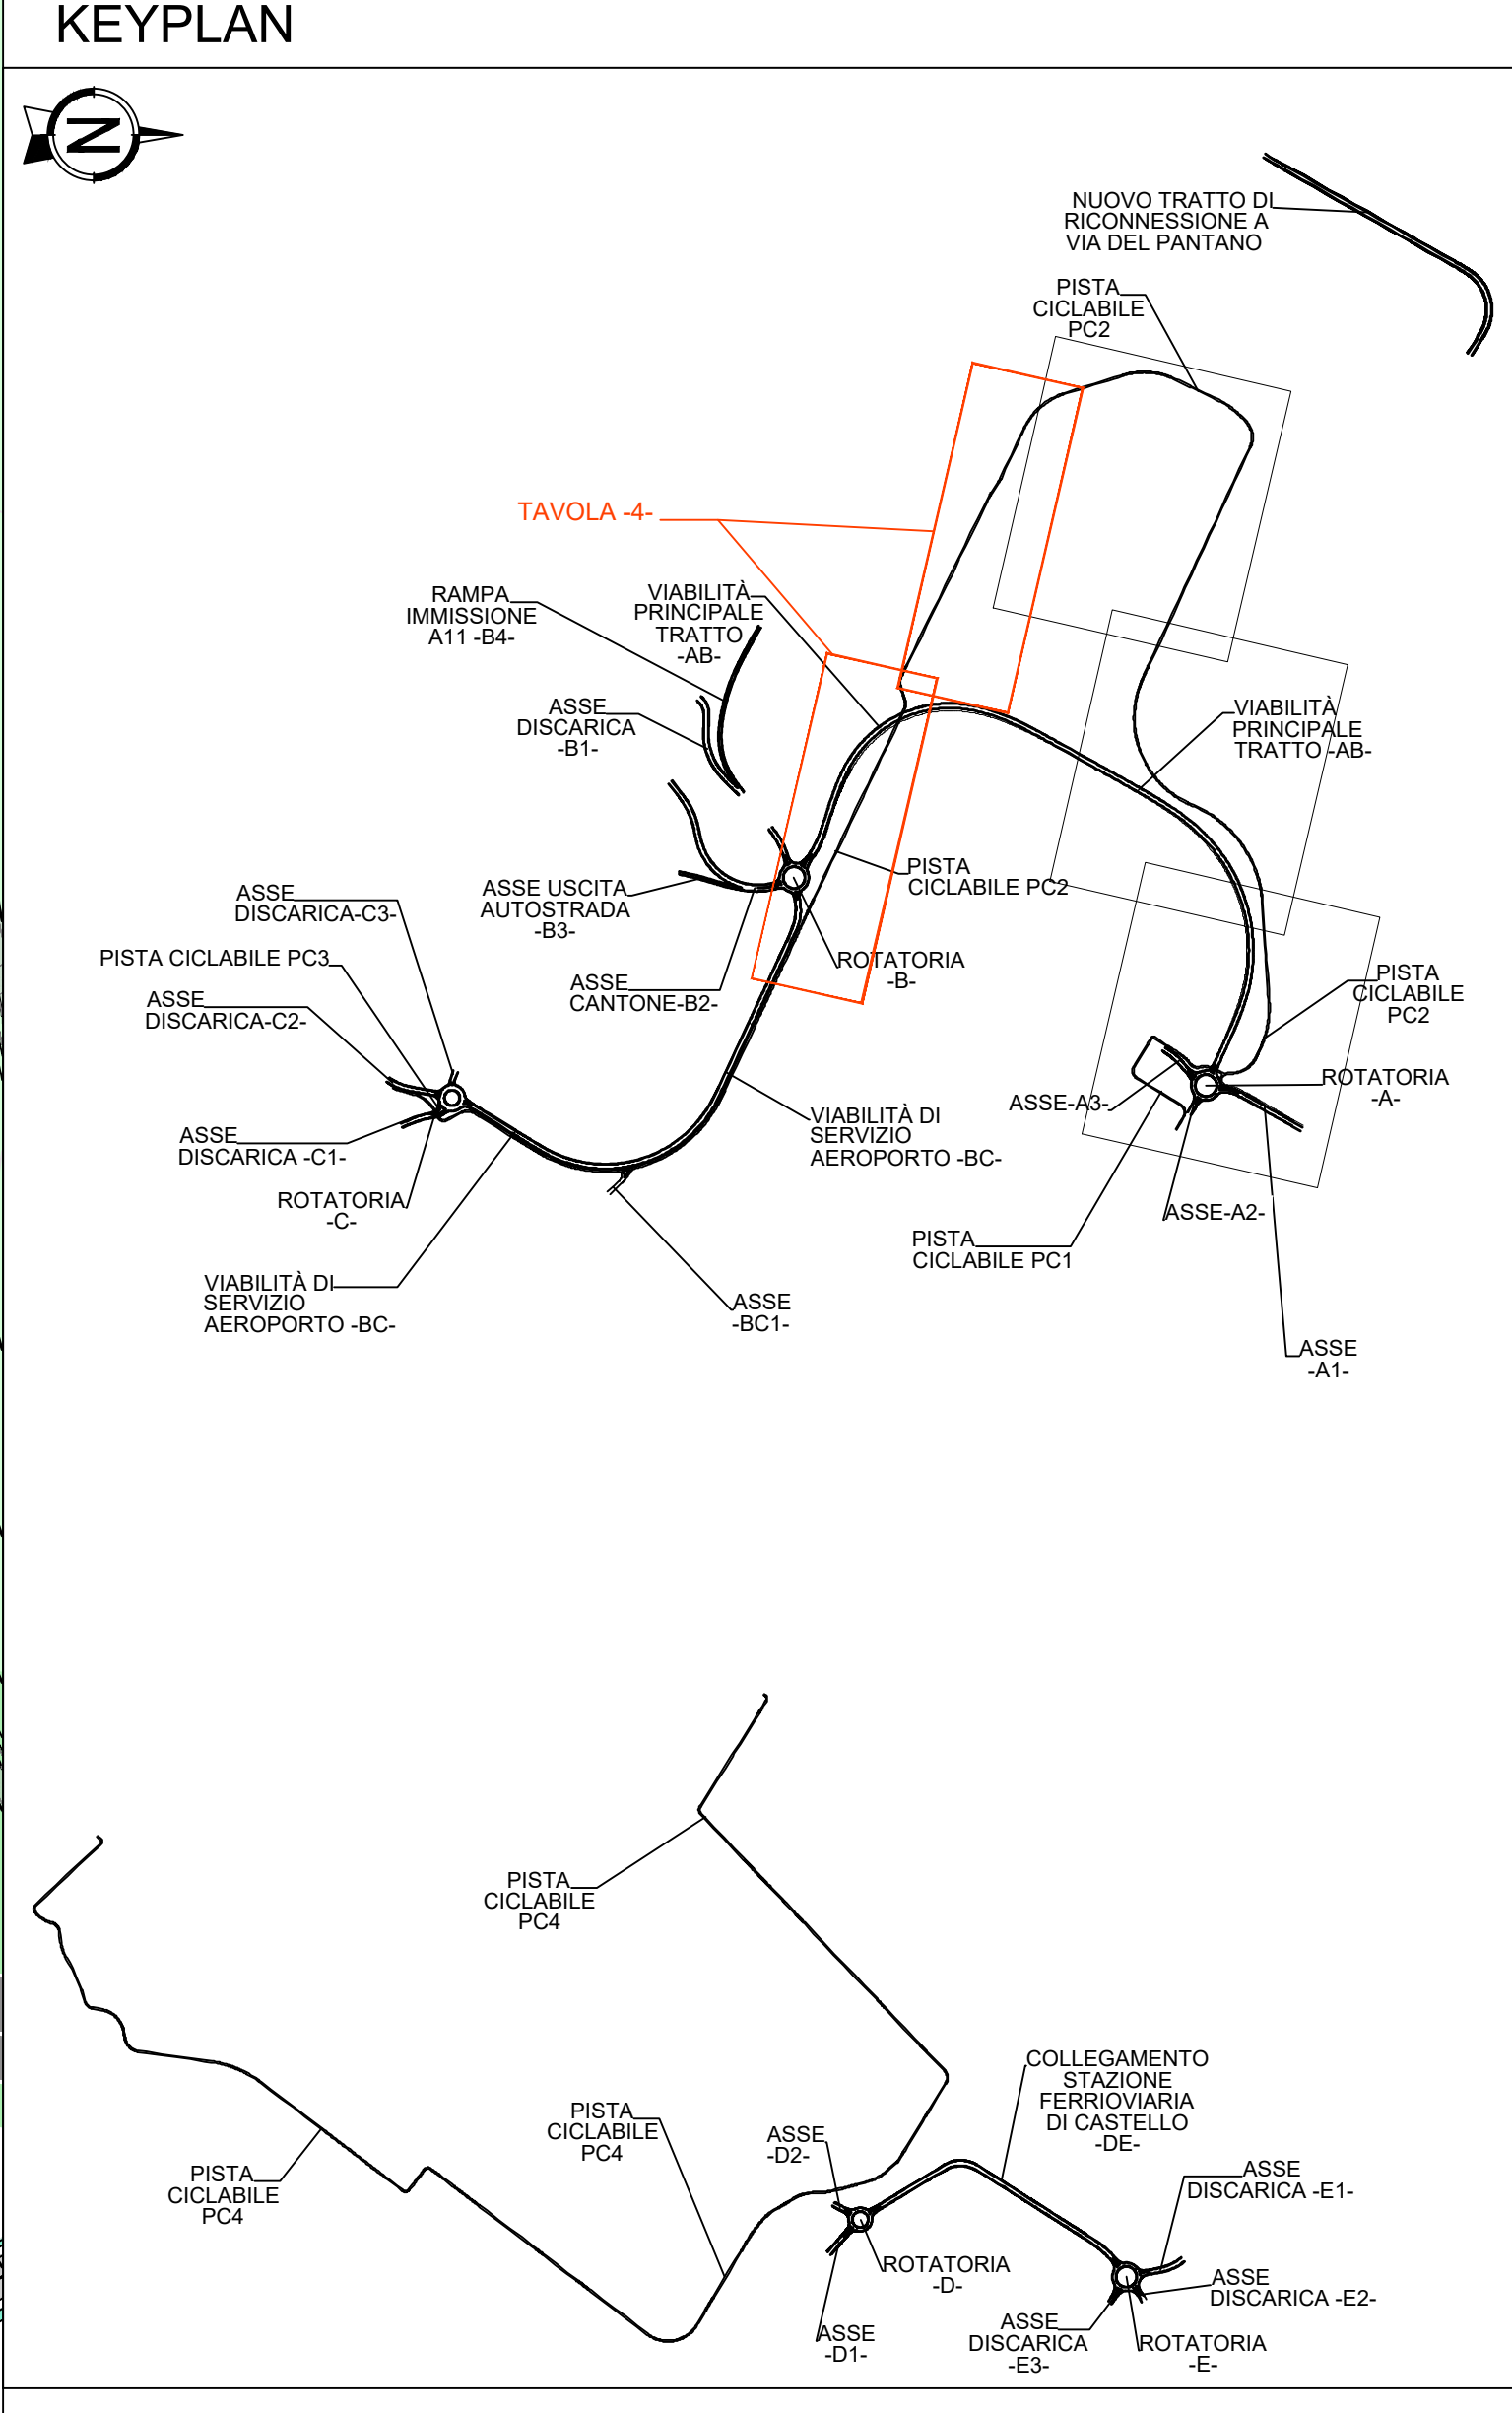 KEYPLAN
N
NUOVO TRATTO DI
RICONNESSIONE A
VIA DEL PANTANO
PISTA
CICLABILE
PC2
TAVOLA -4-
RAMPA
IMMISSIONE
A11 -B4-
VIABILITÀ
PRINCIPALE
TRATTO
-AB-
ASSE
DISCARICA
-B1-
VIABILITÀ
PRINCIPALE
TRATTO -AB-
PISTA
CICLABILE PC2
ASSE USCITA
AUTOSTRADA
-B3-
ASSE
DISCARICA-C3-
PISTA CICLABILE PC3
ROTATORIA
-B-
ASSE
CANTONE-B2-
PISTA
CICLABILE
PC2
ASSE
DISCARICA-C2-
ROTATORIA
-A-
ASSE-A3-
VIABILITÀ DI
SERVIZIO
AEROPORTO -BC-
ASSE
DISCARICA -C1-
ROTATORIA
-C-
ASSE-A2-
PISTA
CICLABILE PC1
VIABILITÀ DI
SERVIZIO
AEROPORTO -BC-
ASSE
-BC1-
ASSE
-A1-
PISTA
CICLABILE
PC4
COLLEGAMENTO
STAZIONE
FERRIOVIARIA
DI CASTELLO
-DE-
PISTA
CICLABILE
PC4
ASSE
-D2-
PISTA
CICLABILE
PC4
ASSE
DISCARICA -E1-
ROTATORIA
-D-
ASSE
DISCARICA -E2-
ASSE
-D1-
ASSE
DISCARICA
-E3-
ROTATORIA
-E-